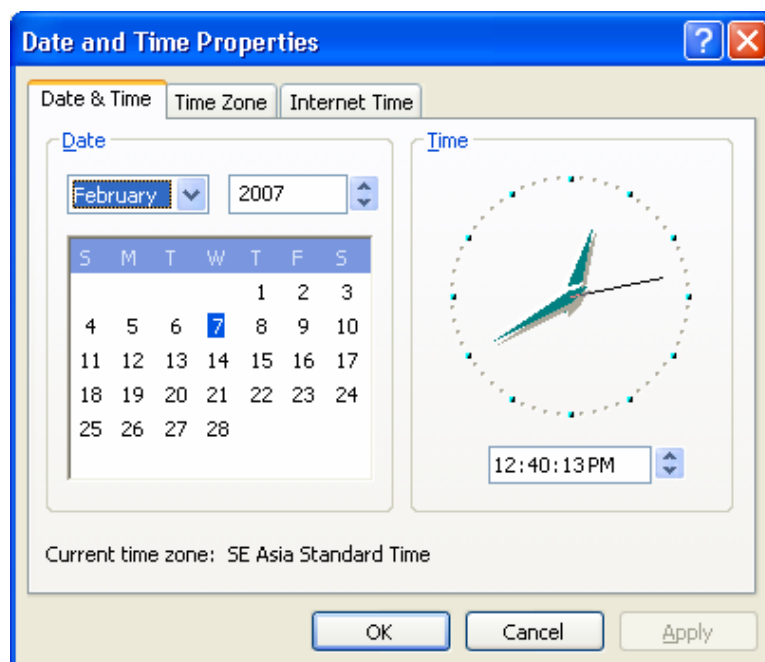 Date and Time Properties
Date & Time Time Zone Internet Time
Date
February 2007
S M T W T F S
1 2 3
4 5 6 7 8 9 10
11 12 13 14 15 16 17
18 19 20 21 22 23 24
25 26 27 28
Time
12:40:13 PM
Current time zone: SE Asia Standard Time
OK Cancel Apply